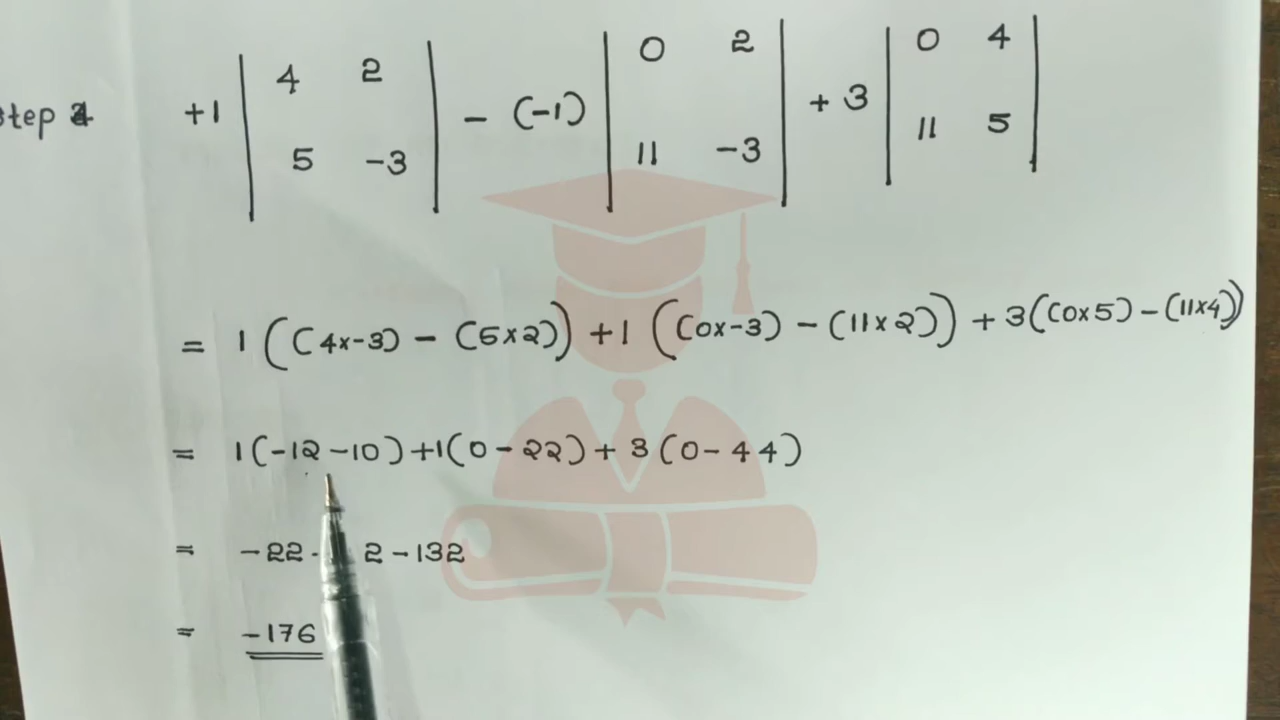 step 2 +1 | 4 2 | - (-1) | 0 2 | + 3 | 0 4 |
| 5 -3 | | 11 -3 | | 11 5 |
= 1 ((4x-3) - (5x2)) +1 ((0x-3) - (11x2)) + 3((0x5) - (11x4))
= 1(-12-10)+1(0-22)+ 3(0-44)
= -22 2-132
= -176